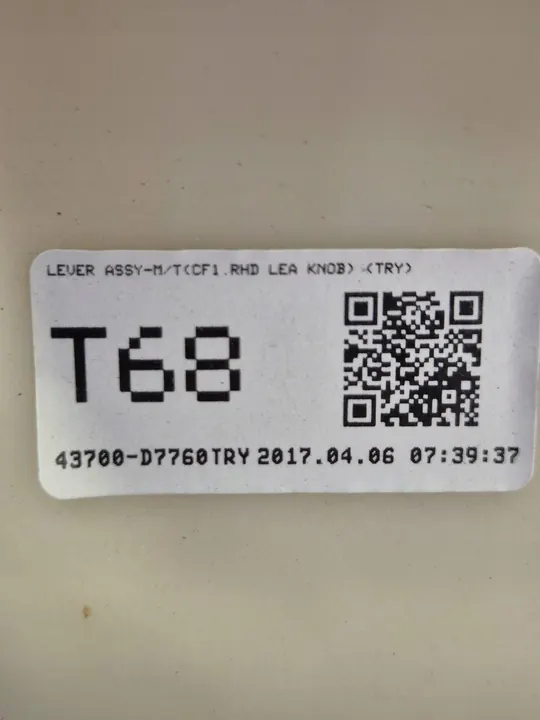 LEVER ASSY-M/T(CF1.RHD LEA KNOB) (TRY)
T68
43700-D7760TRY 2017.04.06 07:39:37